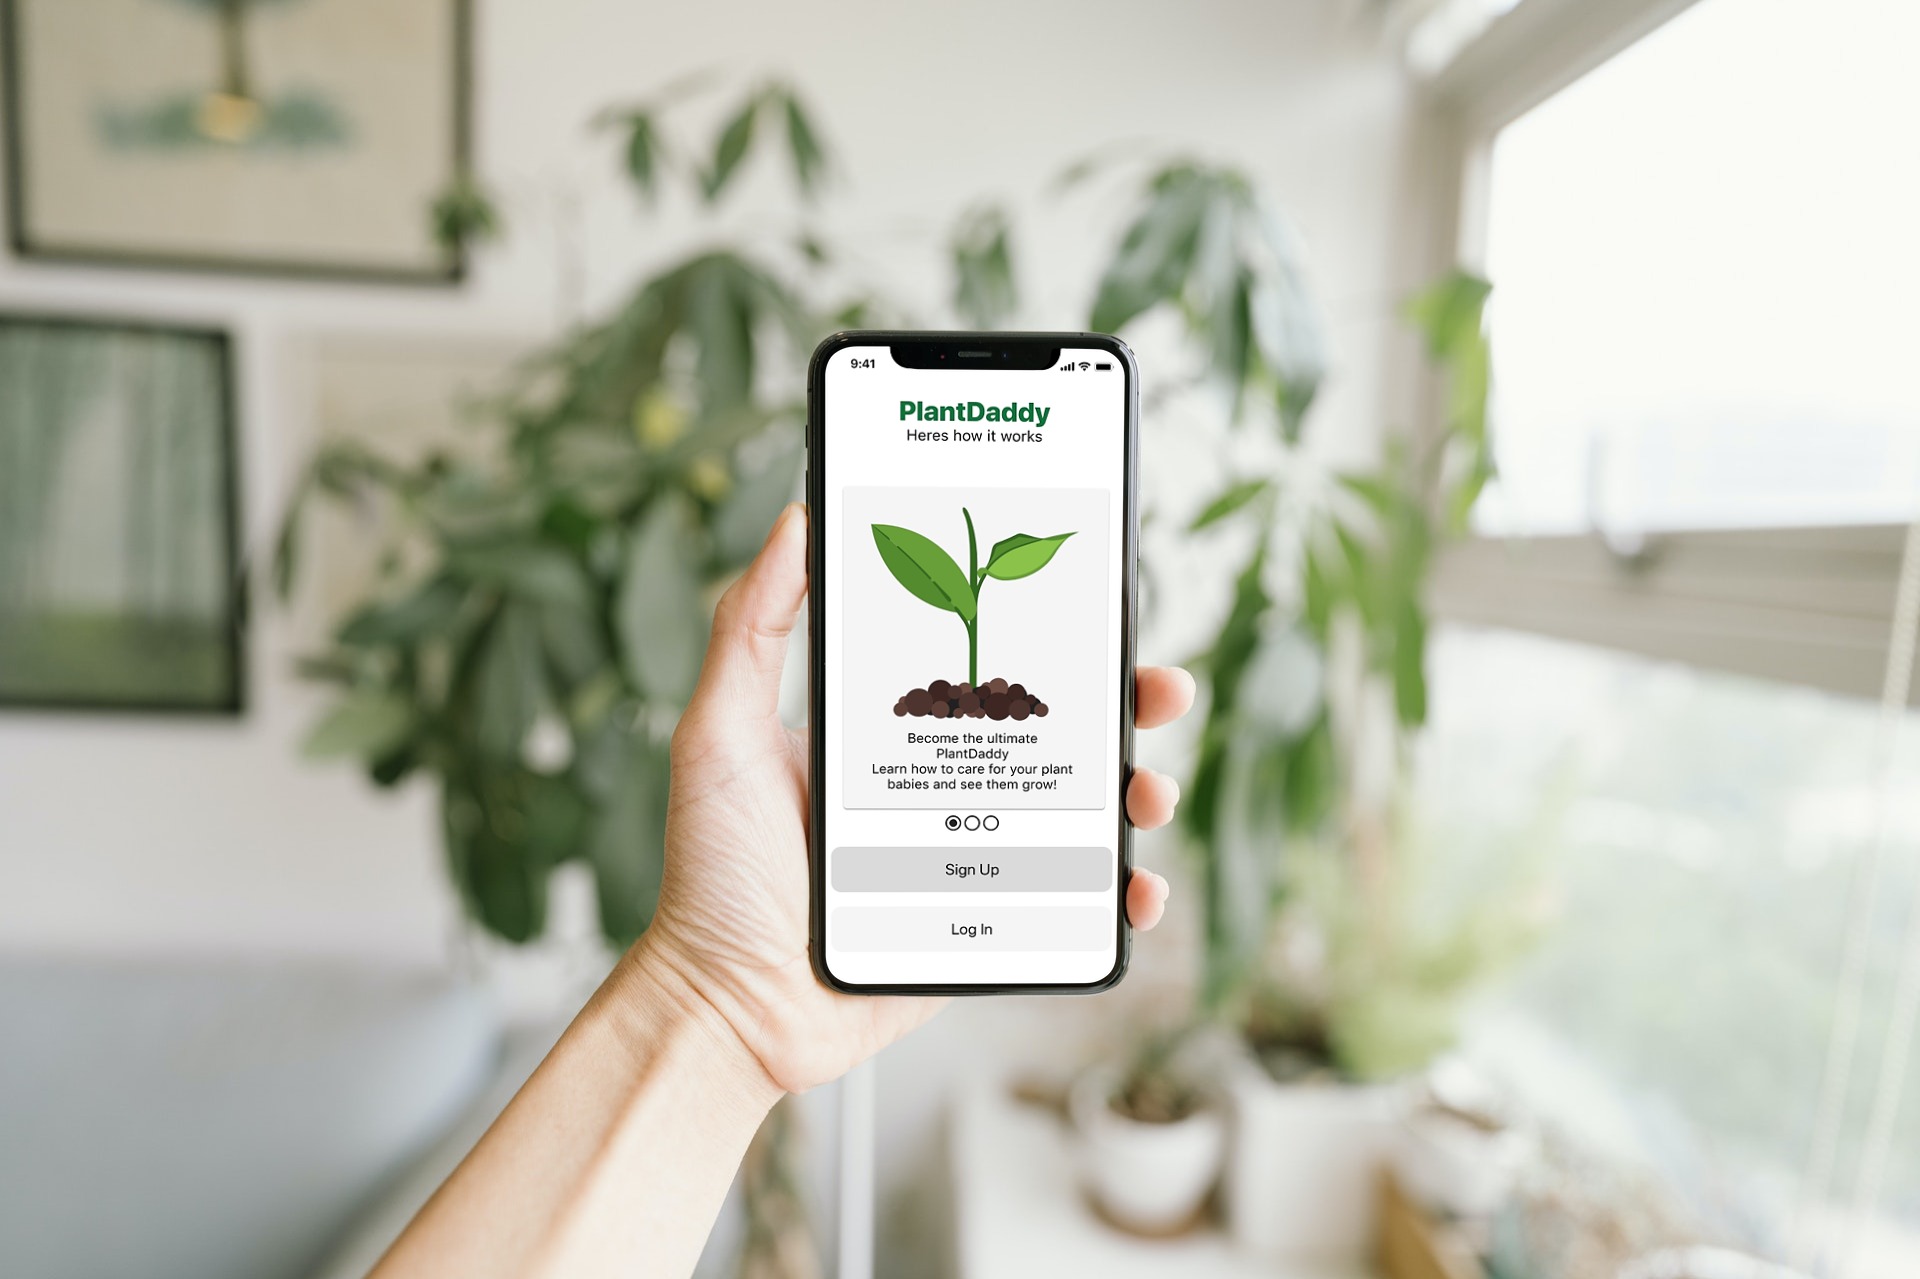 9:41
PlantDaddy
Heres how it works
Become the ultimate
PlantDaddy
Learn how to care for your plant
babies and see them grow!
Sign Up
Log In